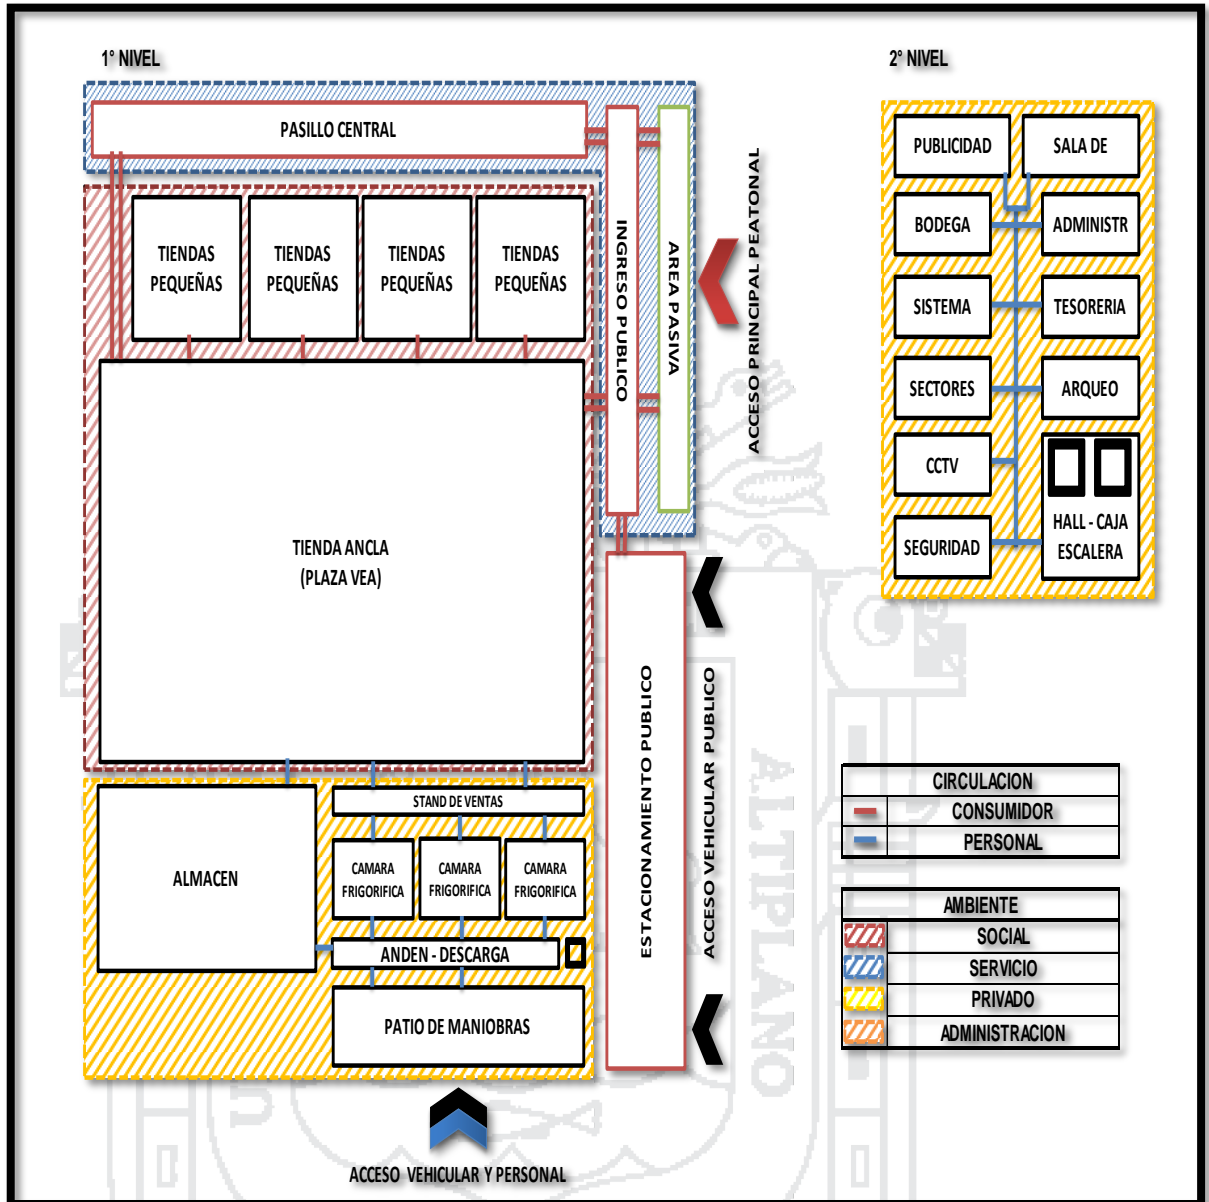 1° NIVEL
PASILLO CENTRAL
TIENDAS
PEQUEÑAS
TIENDAS
PEQUEÑAS
TIENDAS
PEQUEÑAS
TIENDAS
PEQUEÑAS
INGRESO PUBLICO
AREA PASIVA
ACCESO PRINCIPAL PEATONAL
TIENDA ANCLA
(PLAZA VEA)
STAND DE VENTAS
ALMACEN
CAMARA
FRIGORIFICA
CAMARA
FRIGORIFICA
CAMARA
FRIGORIFICA
ANDEN - DESCARGA
PATIO DE MANIOBRAS
ESTACIONAMIENTO PUBLICO
ACCESO VEHICULAR PUBLICO
ACCESO VEHICULAR Y PERSONAL
2° NIVEL
PUBLICIDAD
SALA DE
BODEGA
ADMINISTR
SISTEMA
TESORERIA
SECTORES
ARQUEO
CCTV
HALL - CAJA
ESCALERA
SEGURIDAD
CIRCULACION
CONSUMIDOR
PERSONAL
AMBIENTE
SOCIAL
SERVICIO
PRIVADO
ADMINISTRACION
ALTIPLANO
U